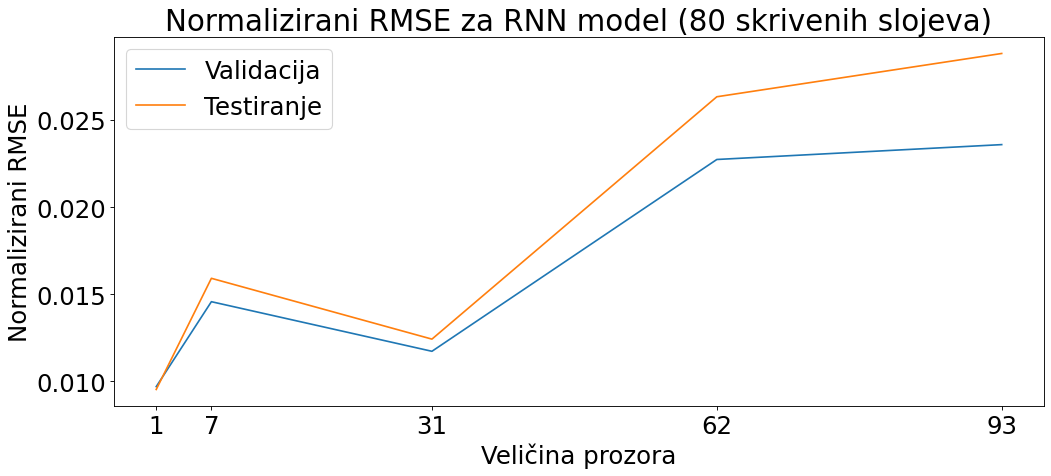 Normalizirani RMSE za RNN model (80 skrivenih slojeva)
Validacija
Testiranje
Normalizirani RMSE
0.025
0.020
0.015
0.010
1 7 31 62 93
Veličina prozora